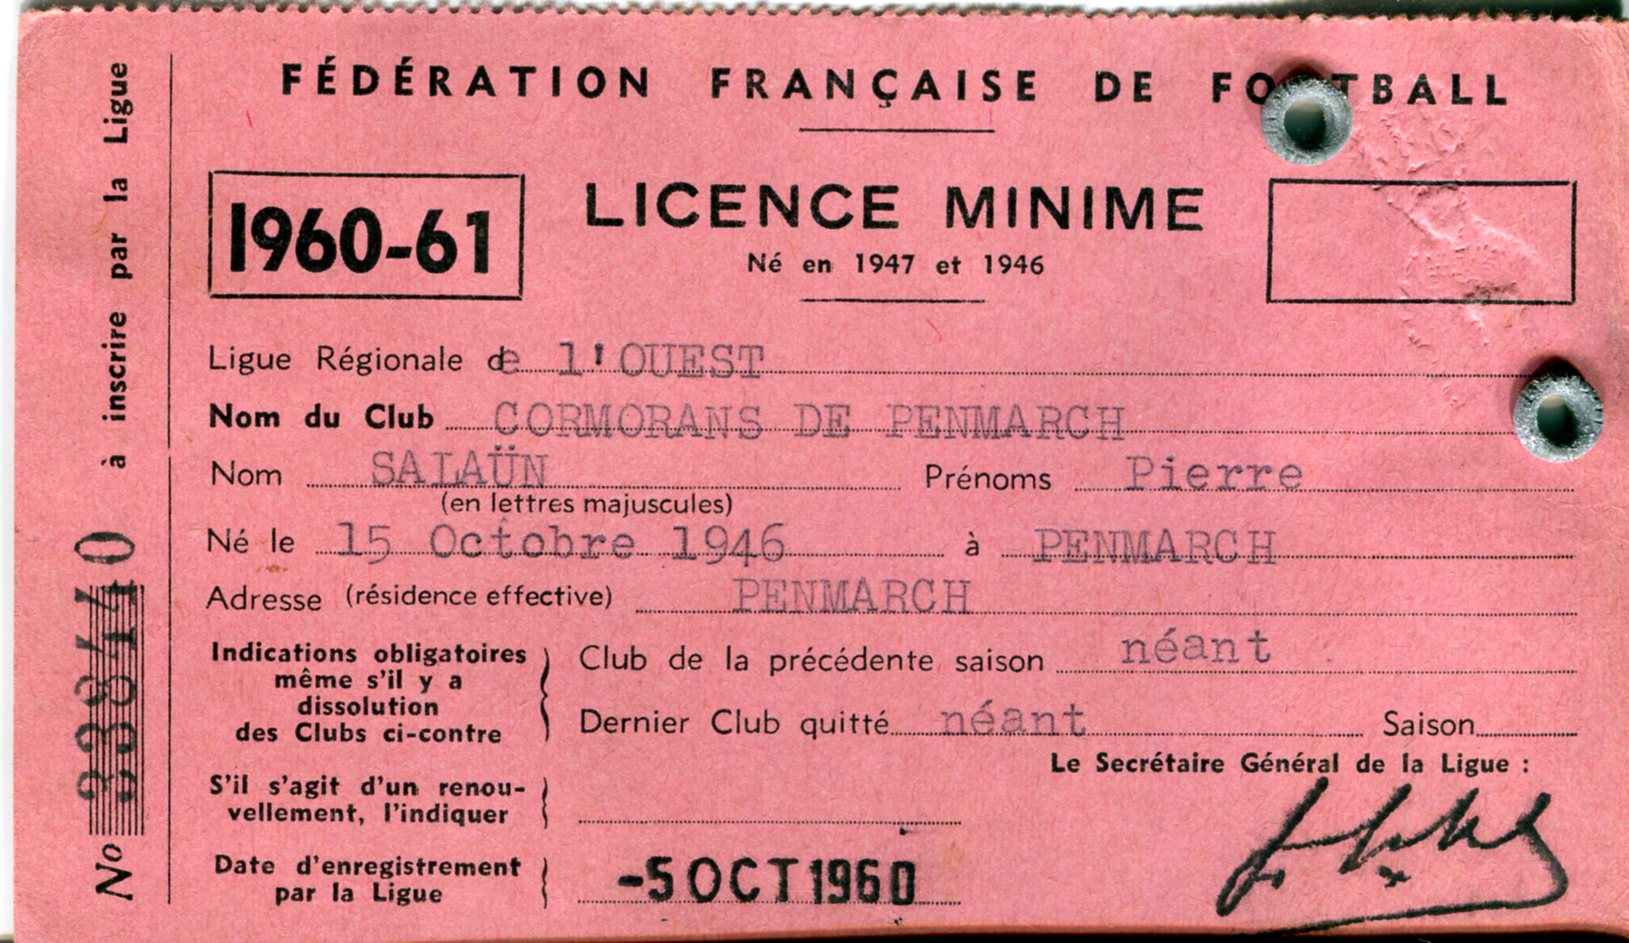 FÉDÉRATION FRANÇAISE DE FOOTBALL
1960-61
LICENCE MINIME
Né en 1947 et 1946
Ligue Régionale de l'OUEST
Nom du Club CORMORANS DE PENMARCH
Nom SALAÜN Prénoms Pierre
(en lettres majuscules)
Né le 15 Octobre 1946 à PENMARCH
Adresse (résidence effective) PENMARCH
Indications obligatoires
même s'il y a
dissolution
des Clubs ci-contre
Club de la précédente saison néant
Dernier Club quitté néant Saison
Le Secrétaire Général de la Ligue :
S'il s'agit d'un renou-
vellement, l'indiquer
Date d'enregistrement
par la Ligue
-5 OCT 1960
No 338440 à inscrire par la Ligue